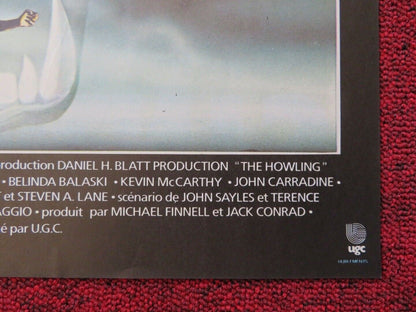 production DANIEL H. BLATT PRODUCTION "THE HOWLING"
• BELINDA BALASKI • KEVIN McCARTHY • JOHN CARRADINE •
et STEVEN A. LANE • scénario de JOHN SAYLES et TERENCE
AGGIO • produit par MICHAEL FINNELL et JACK CONRAD •
é par U.G.C.
ugc